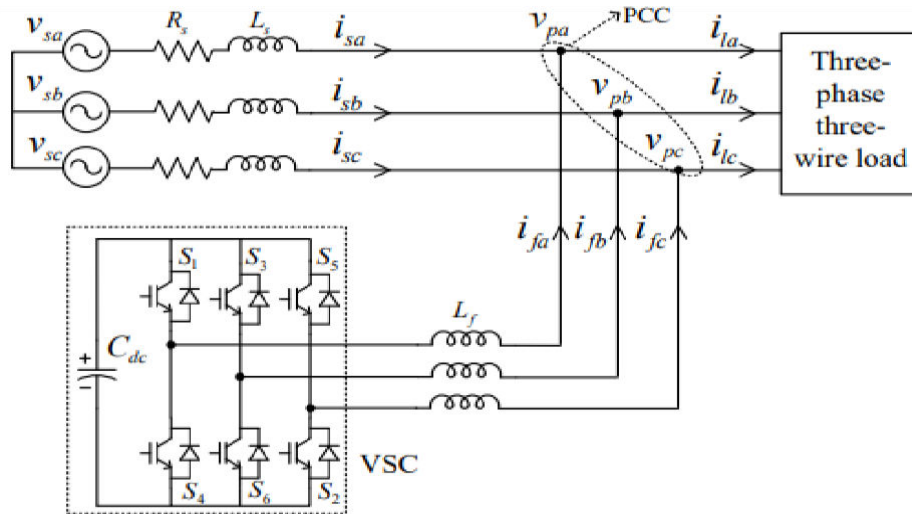 v_sa R_s L_s i_sa v_pa PCC i_la
v_sb i_sb v_pb i_lb
v_sc i_sc v_pc i_lc
Three-
phase
three-
wire load
i_fa i_fb i_fc
S_1 S_3 S_5
L_f
+
C_dc
-
VSC
S_4 S_6 S_2